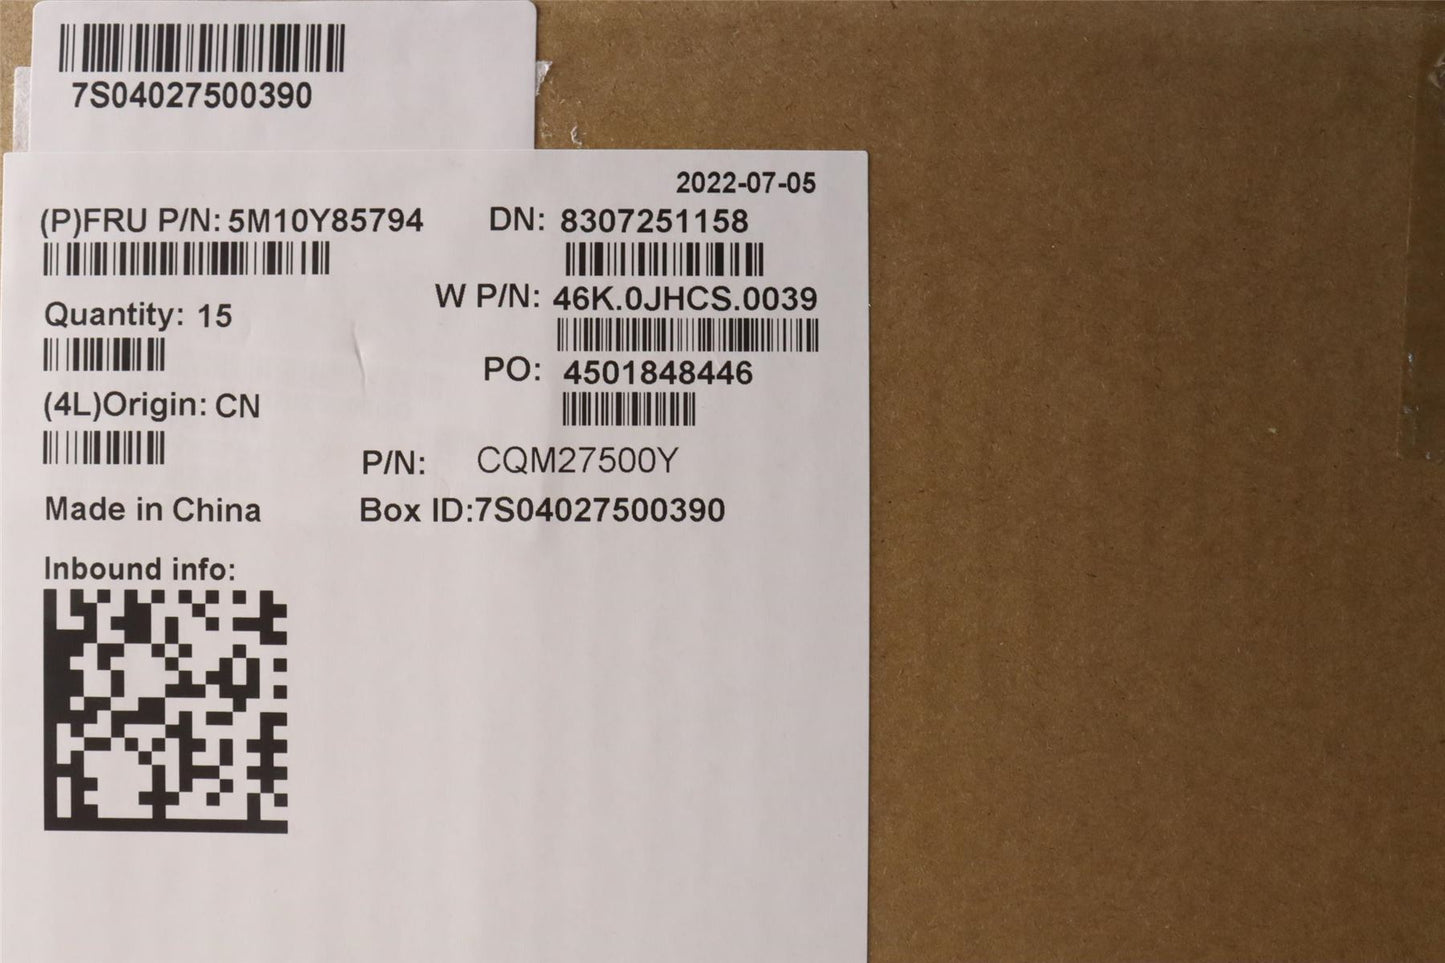 7S04027500390
2022-07-05
(P)FRU P/N: 5M10Y85794
DN: 8307251158
W P/N: 46K.0JHCS.0039
Quantity: 15
PO: 4501848446
(4L)Origin: CN
P/N: CQM27500Y
Made in China
Box ID:7S04027500390
Inbound info: